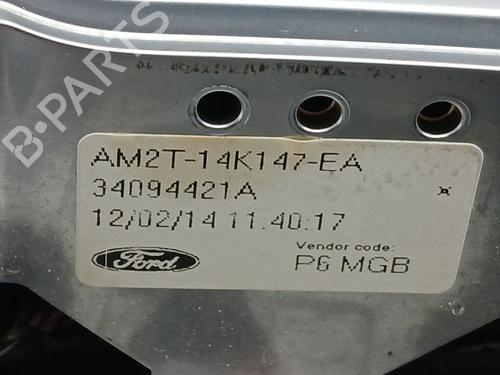 B-PARTS
AM2T-14K147-EA
34094421A
12/02/14 11.40:17
Ford
Vendor code:
P6 MGB